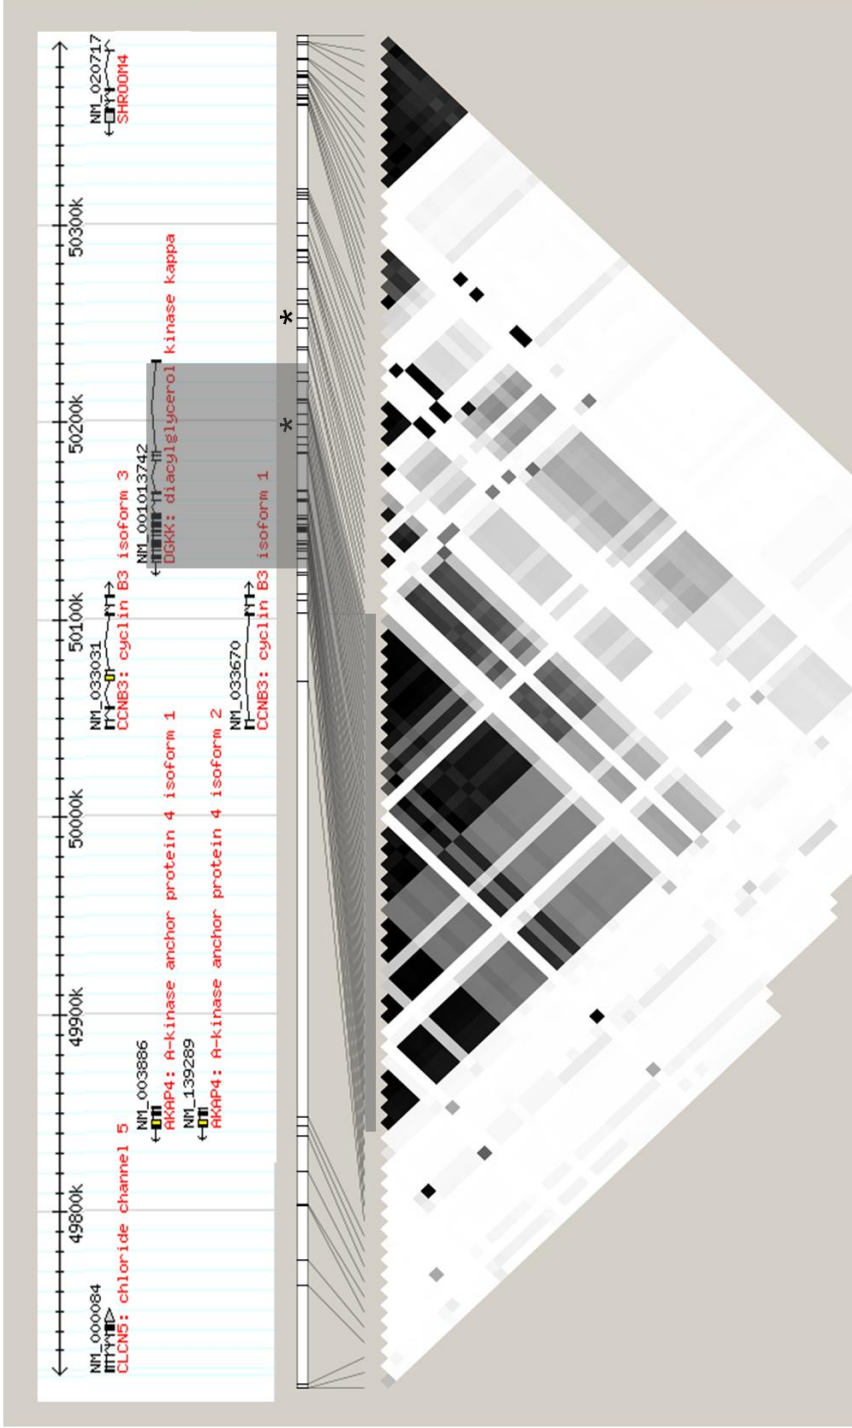 49800k
49900k
50000k
50100k
50200k
50300k
NM_000084
CLCN5: chloride channel 5
NM_033031
CCNB3: cyclin B3 isoform 3
NM_020717
SHROOM4
NM_003886
AKAP4: A-kinase anchor protein 4 isoform 1
NM_001013742
DGKK: diacylglycerol kinase kappa
NM_139289
AKAP4: A-kinase anchor protein 4 isoform 2
NM_033670
CCNB3: cyclin B3 isoform 1
*
*